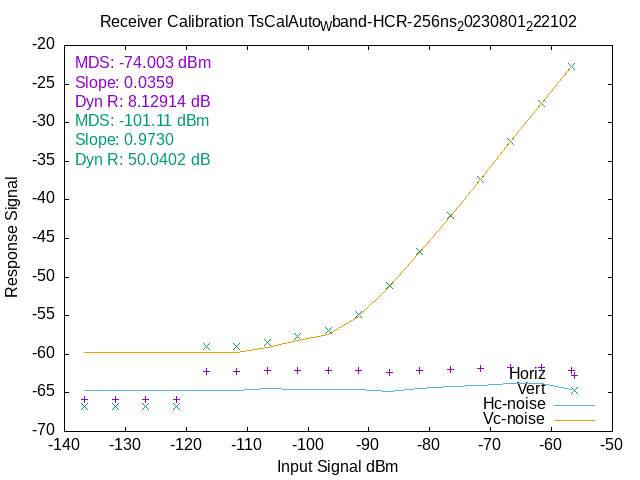 Receiver Calibration TsCalAutoWband-HCR-256ns20230801222102
-20
-25
-30
-35
-40
-45
-50
-55
-60
-65
-70
Response Signal
MDS: -74.003 dBm
Slope: 0.0359
Dyn R: 8.12914 dB
MDS: -101.11 dBm
Slope: 0.9730
Dyn R: 50.0402 dB
Horiz
Vert
Hc-noise
Vc-noise
-140 -130 -120 -110 -100 -90 -80 -70 -60 -50
Input Signal dBm